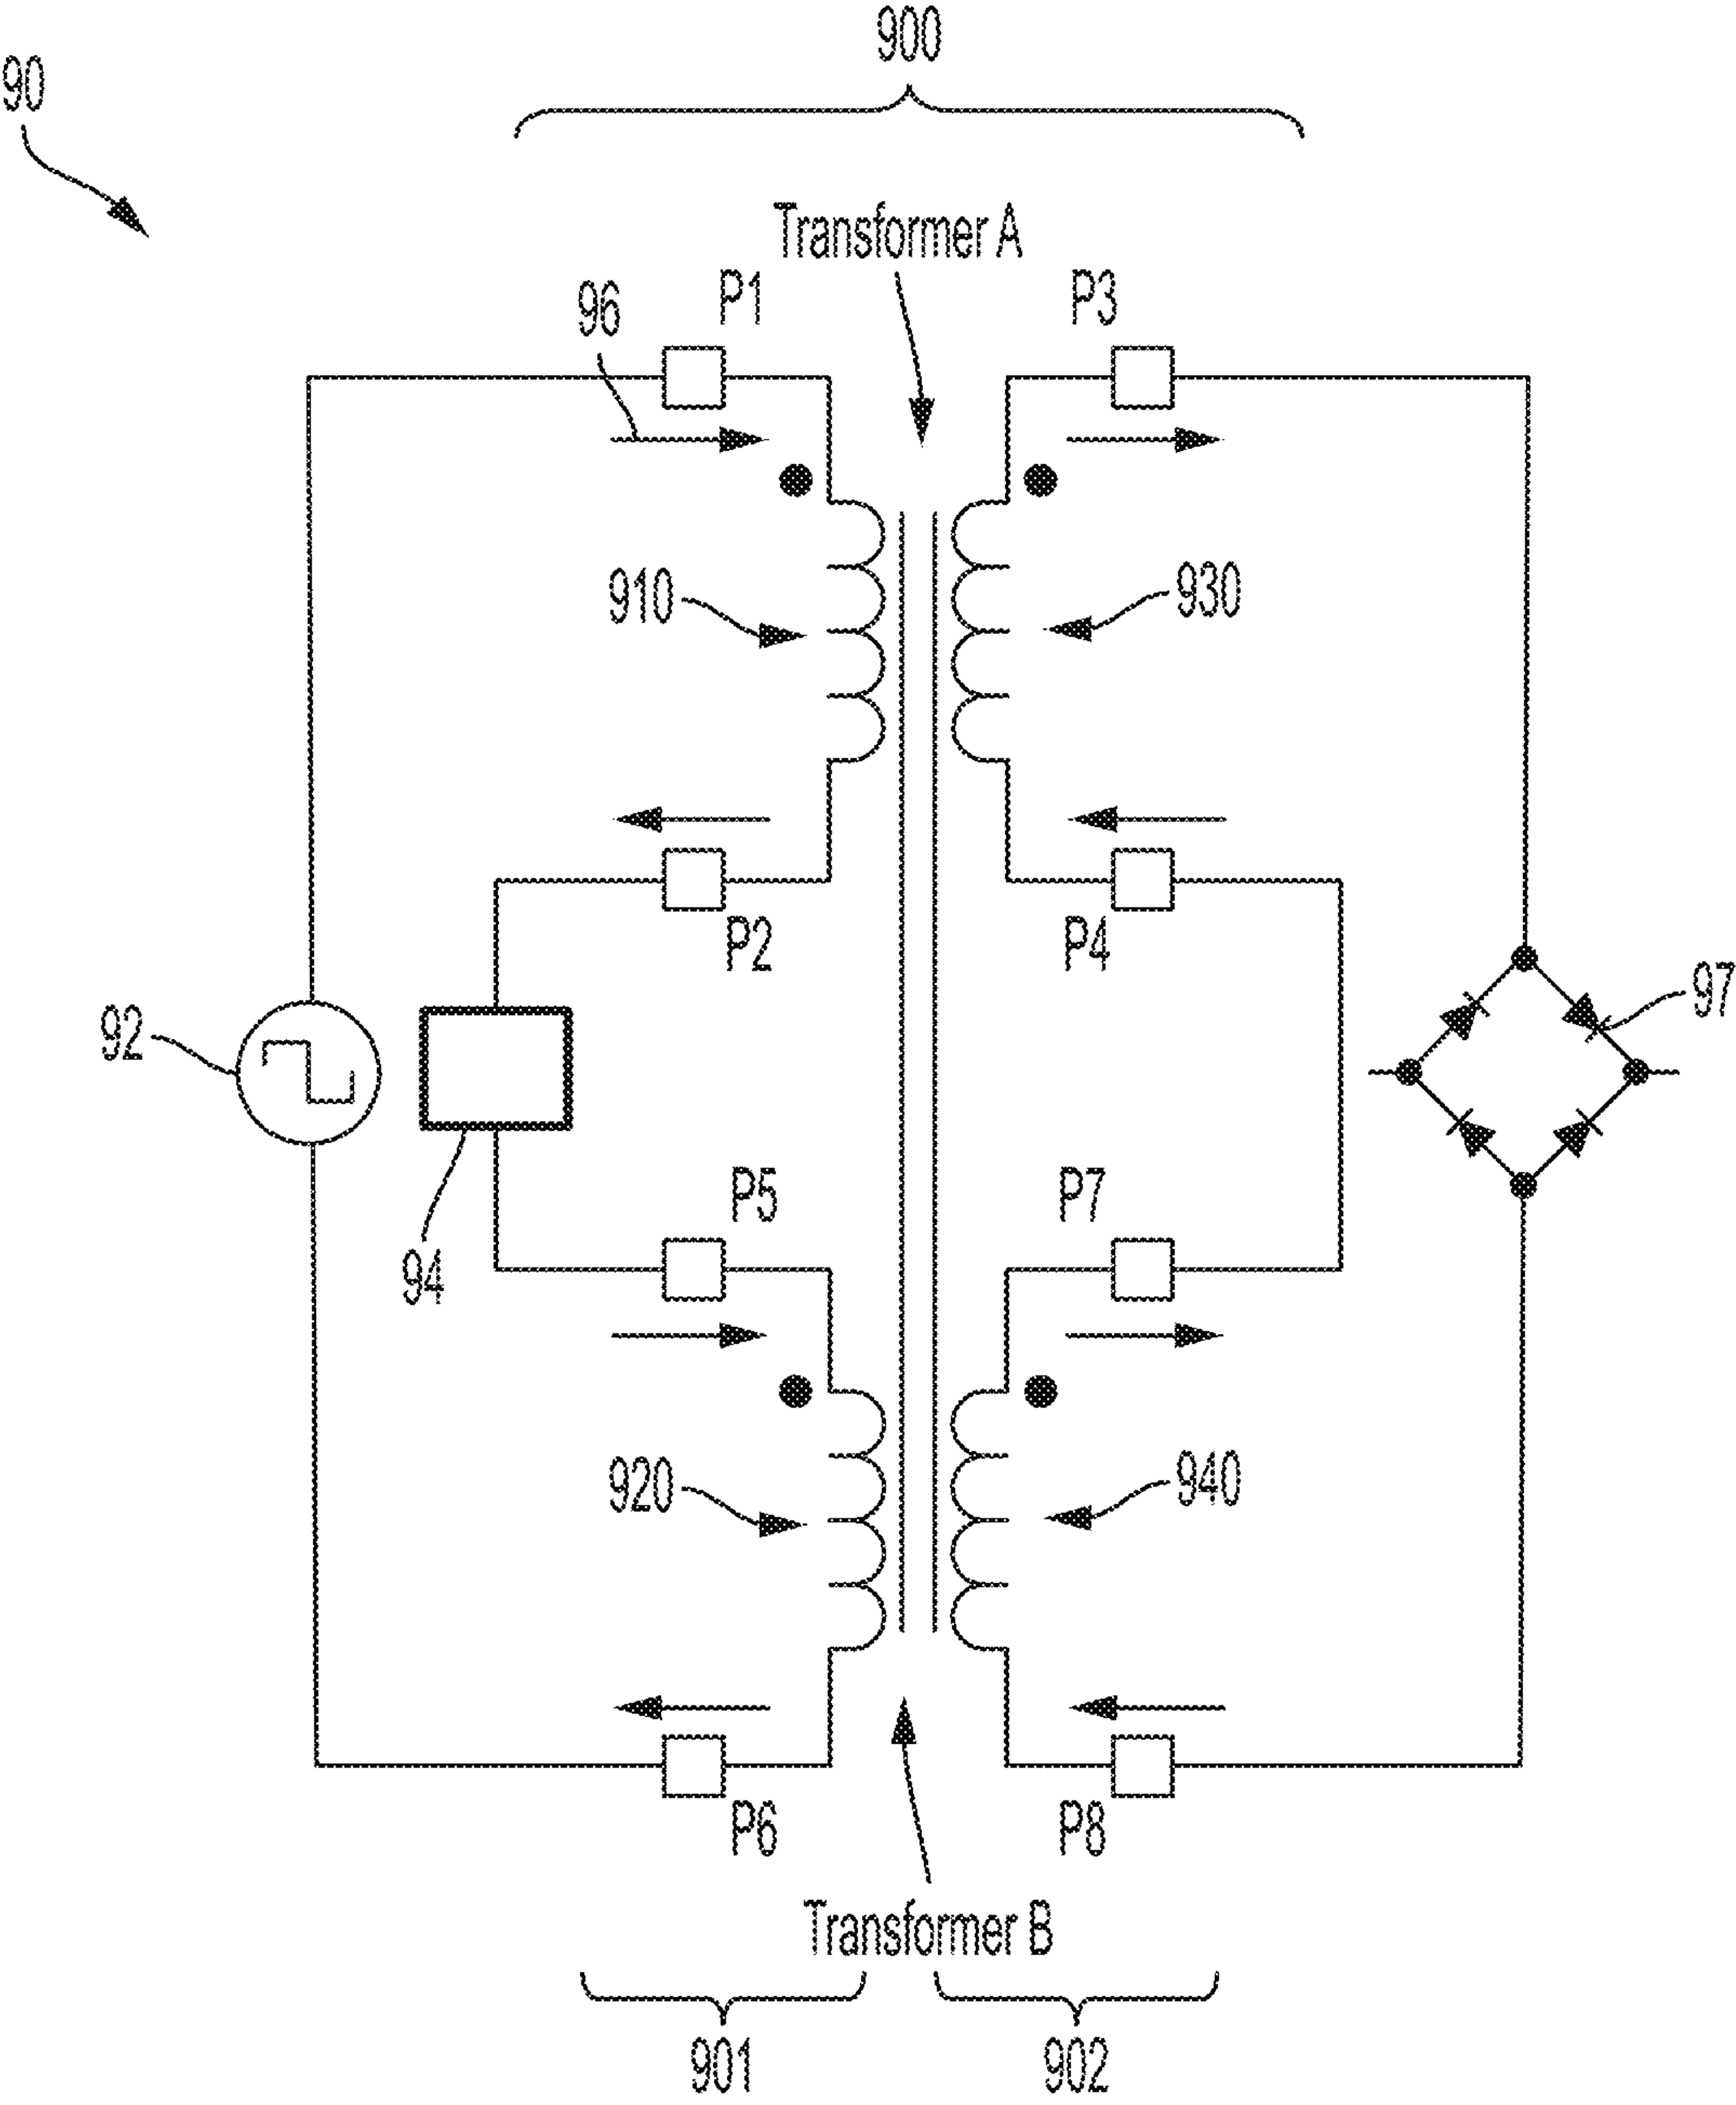 900
90
Transformer A
96
P1
P3
910
930
P2
P4
92
97
94
P5
P7
920
940
P6
P8
Transformer B
901
902